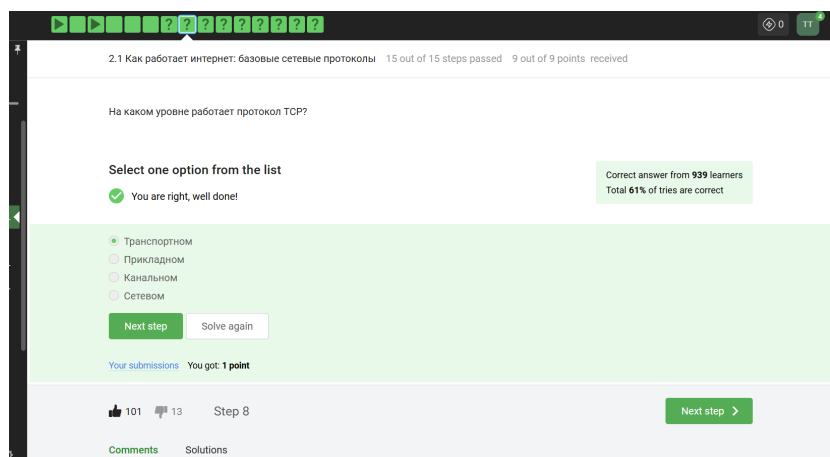 ? ? ? ? ? ? ? ? ?
0
TT
4
2.1 Как работает интернет: базовые сетевые протоколы 15 out of 15 steps passed 9 out of 9 points received
На каком уровне работает протокол TCP?
Select one option from the list
Correct answer from 939 learners
Total 61% of tries are correct
You are right, well done!
Транспортном
Прикладном
Канальном
Сетевом
Next step Solve again
Your submissions You got: 1 point
101 13 Step 8
Next step
Comments Solutions